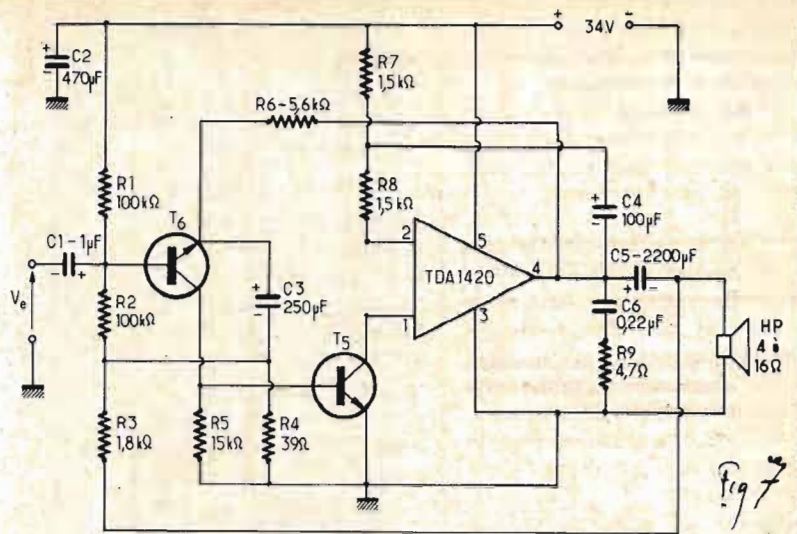 + 34V -
+
C2
470µF
-
R7
1,5kΩ
R6-5,6kΩ
R1
100kΩ
R8
1,5kΩ
+
C4
100µF
-
T6
C1-1µF
- +
2
5
TDA1420
4
C5-2200µF
+ -
Ve
R2
100kΩ
+
C3
250µF
-
T5
1
3
C6
0,22µF
HP
4 à
16Ω
R9
4,7Ω
R3
1,8kΩ
R5
15kΩ
R4
39Ω
Fig 7